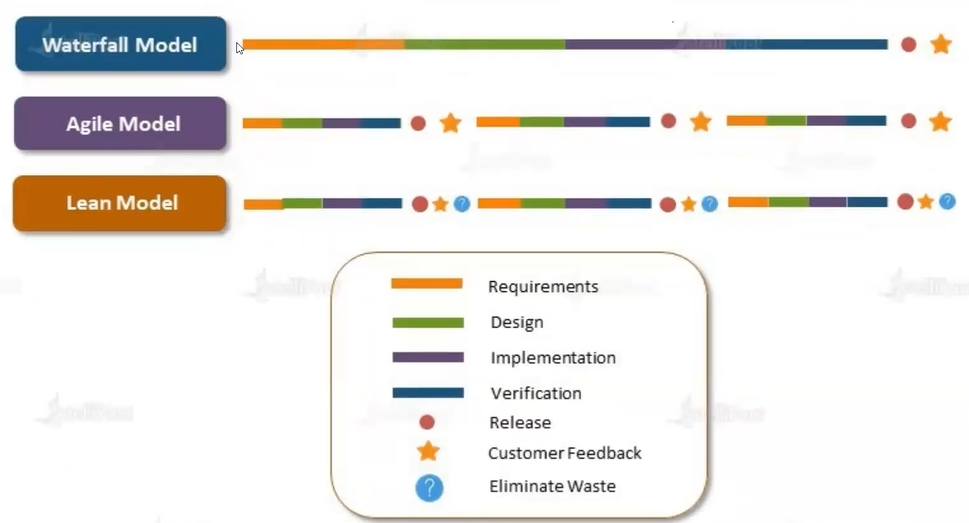 Waterfall Model
Agile Model
Lean Model
?
?
?
Requirements
Design
Implementation
Verification
Release
Customer Feedback
? Eliminate Waste